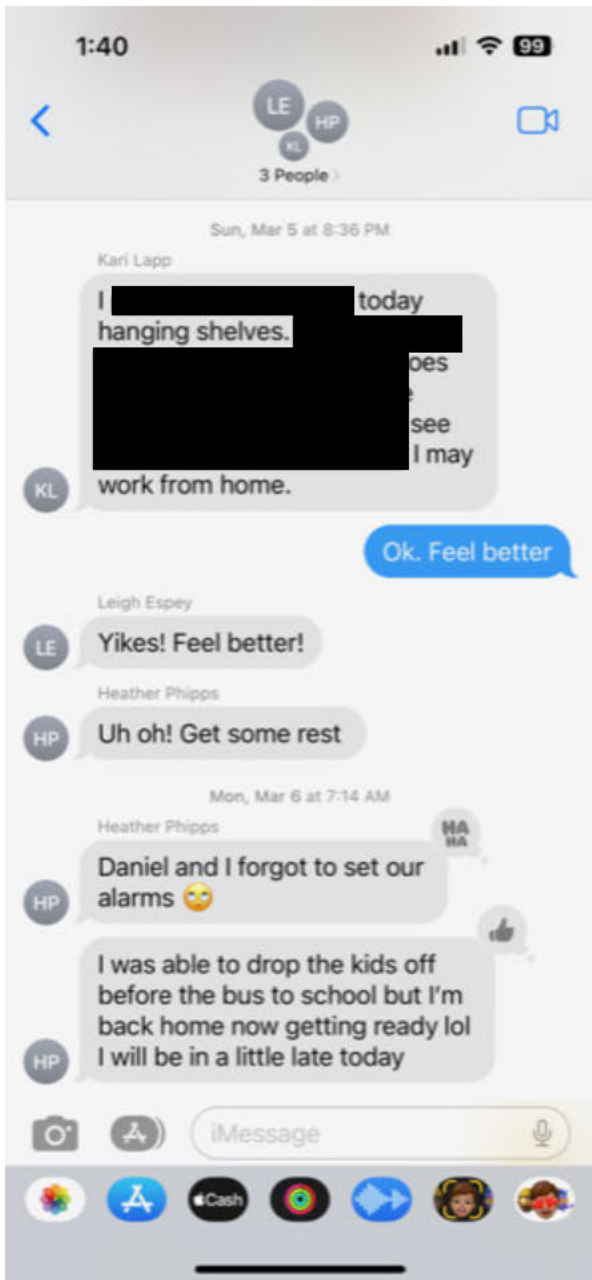 1:40
99
LE
HP
KL
3 People
Sun, Mar 5 at 8:36 PM
Kari Lapp
I today
hanging shelves.
oes
e
see
I may
KL
work from home.
Ok. Feel better
Leigh Espey
LE
Yikes! Feel better!
Heather Phipps
HP
Uh oh! Get some rest
Mon, Mar 6 at 7:14 AM
Heather Phipps
HA
HA
Daniel and I forgot to set our
HP
alarms 🙄
I was able to drop the kids off
before the bus to school but I'm
back home now getting ready lol
HP
I will be in a little late today
iMessage
Cash